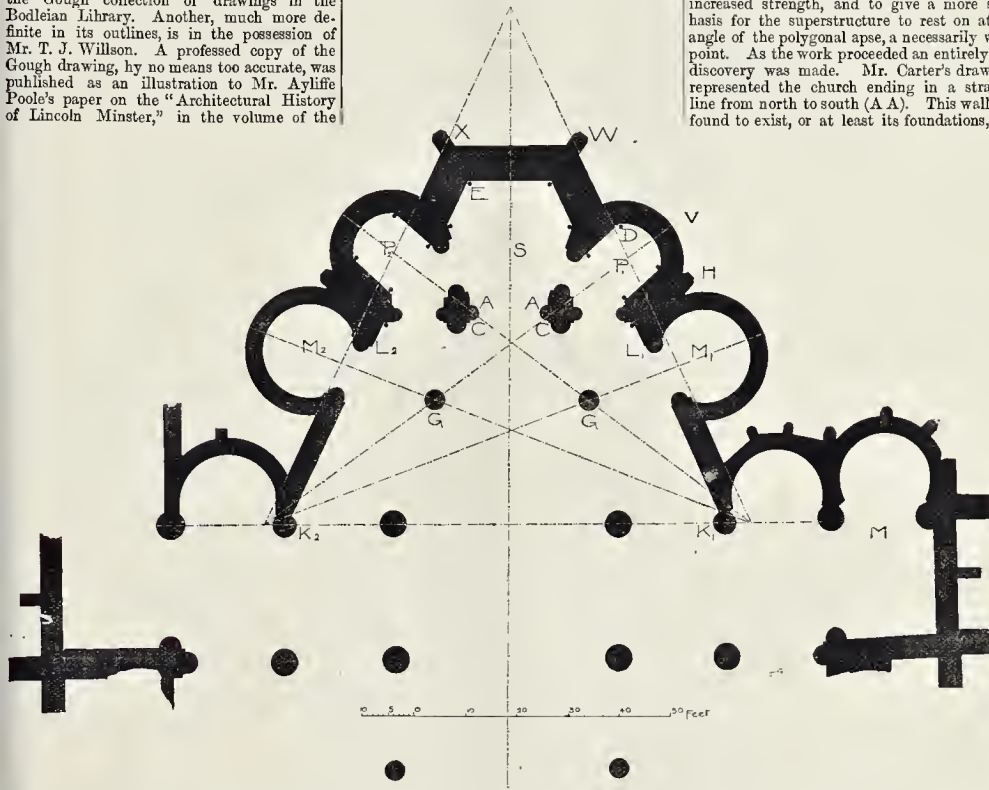 the Gough collection of drawings in the
Bodleian Library. Another, much more de-
finite in its outlines, is in the possession of
Mr. T. J. Willson. A professed copy of the
Gough drawing, hy no means too accurate, was
published as an illustration to Mr. Ayliffe
Poole's paper on the "Architectural History
of Lincoln Minster," in the volume of the
increased strength, and to give a more
hasis for the superstructure to rest on at
angle of the polygonal apse, a necessarily
point. As the work proceeded an entirely
discovery was made. Mr. Carter's draw
represented the church ending in a stra
line from north to south (A A). This wall
found to exist, or at least its foundations,
X W
E
V
D
S
P
H
A A
C C
M2 L2 L1 M1
G G
K2 K1 M
10 5 0 10 20 30 40 50 Feet